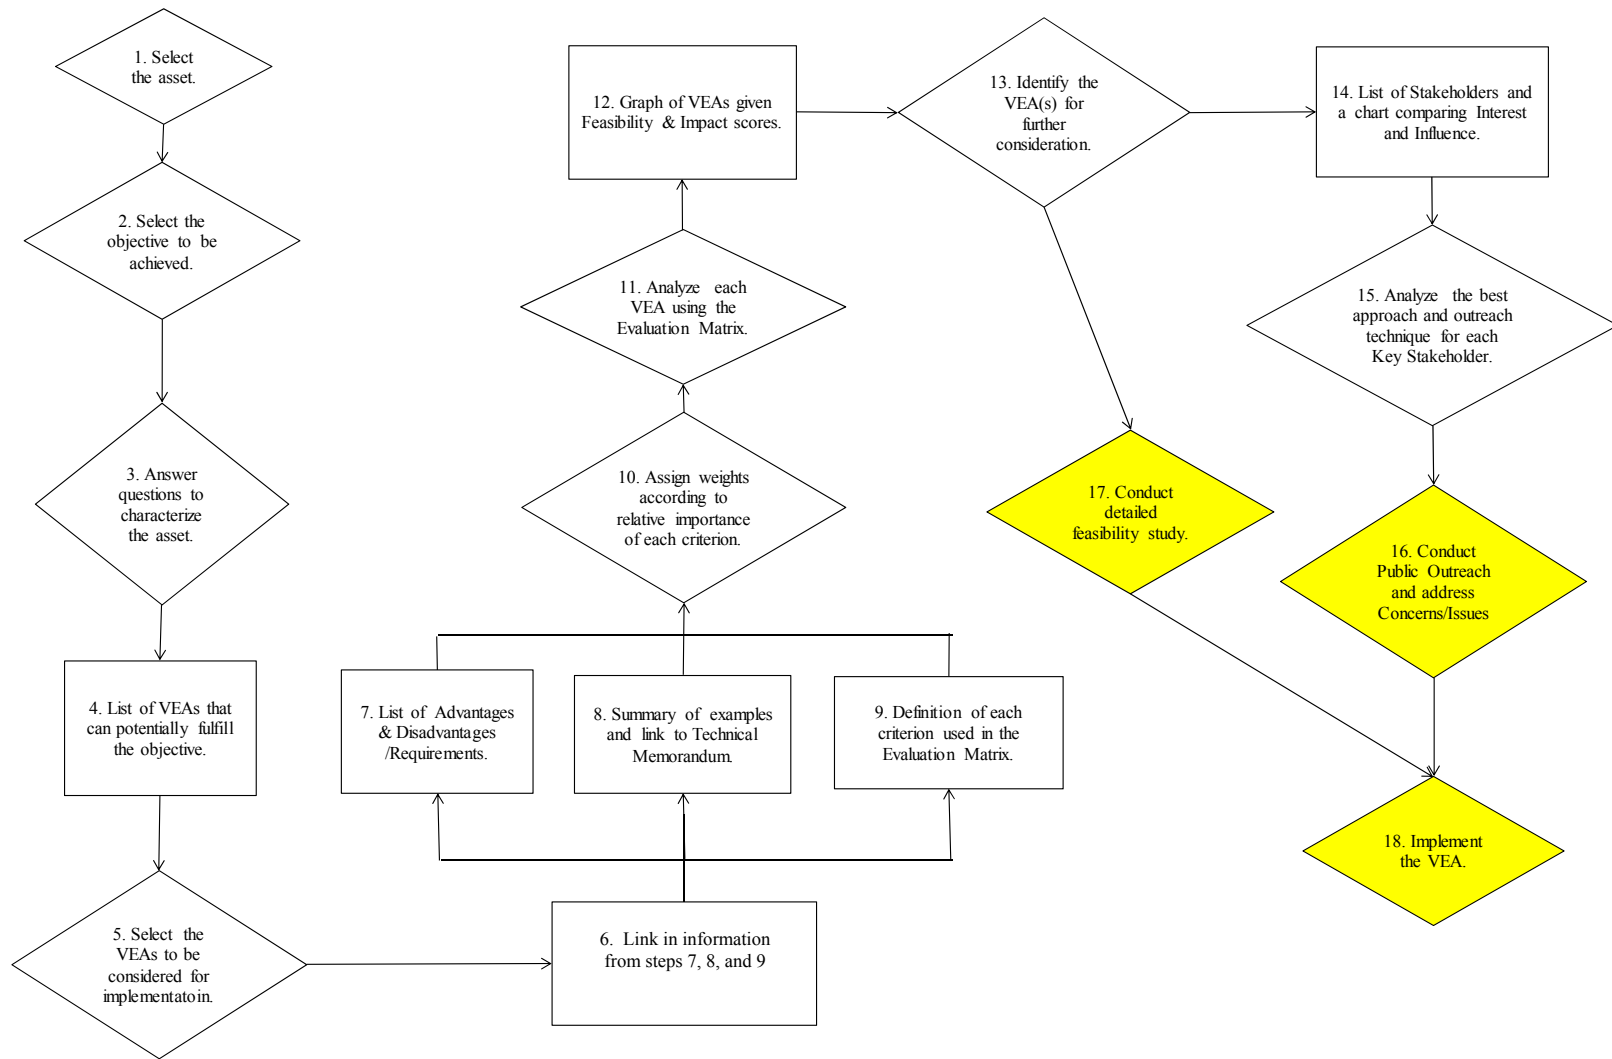 1. Select
the asset.
2. Select the
objective to be
achieved.
3. Answer
questions to
characterize
the asset.
4. List of VEAs that
can potentially fulfill
the objective.
5. Select the
VEAs to be
considered for
implementatoin.
6. Link in information
from steps 7, 8, and 9
7. List of Advantages
& Disadvantages
/Requirements.
8. Summary of examples
and link to Technical
Memorandum.
9. Definition of each
criterion used in the
Evaluation Matrix.
10. Assign weights
according to
relative importance
of each criterion.
11. Analyze each
VEA using the
Evaluation Matrix.
12. Graph of VEAs given
Feasibility & Impact scores.
13. Identify the
VEA(s) for
further
consideration.
14. List of Stakeholders and
a chart comparing Interest
and Influence.
15. Analyze the best
approach and outreach
technique for each
Key Stakeholder.
16. Conduct
Public Outreach
and address
Concerns/Issues
17. Conduct
detailed
feasibility study.
18. Implement
the VEA.